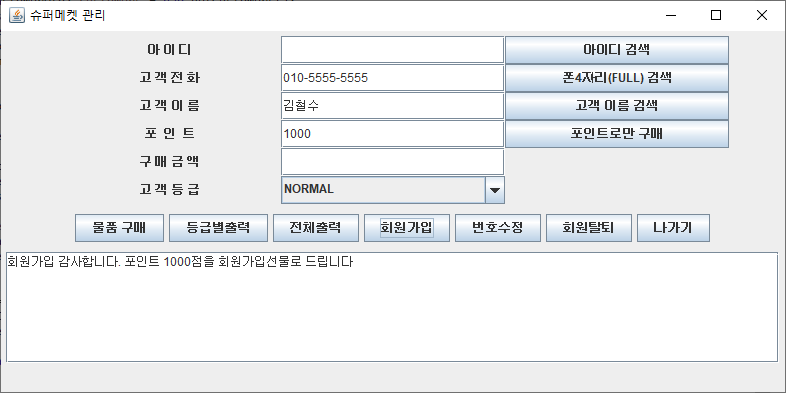 슈퍼메켓 관리
아 이 디 아이디 검색
고 객 전 화 010-5555-5555 폰4자리(FULL) 검색
고 객 이 름 김철수 고객 이름 검색
포 인 트 1000 포인트로만 구매
구 매 금 액
고 객 등 급 NORMAL
물품 구매 등급별출력 전체출력 회원가입 번호수정 회원탈퇴 나가기
회원가입 감사합니다. 포인트 1000점을 회원가입선물로 드립니다